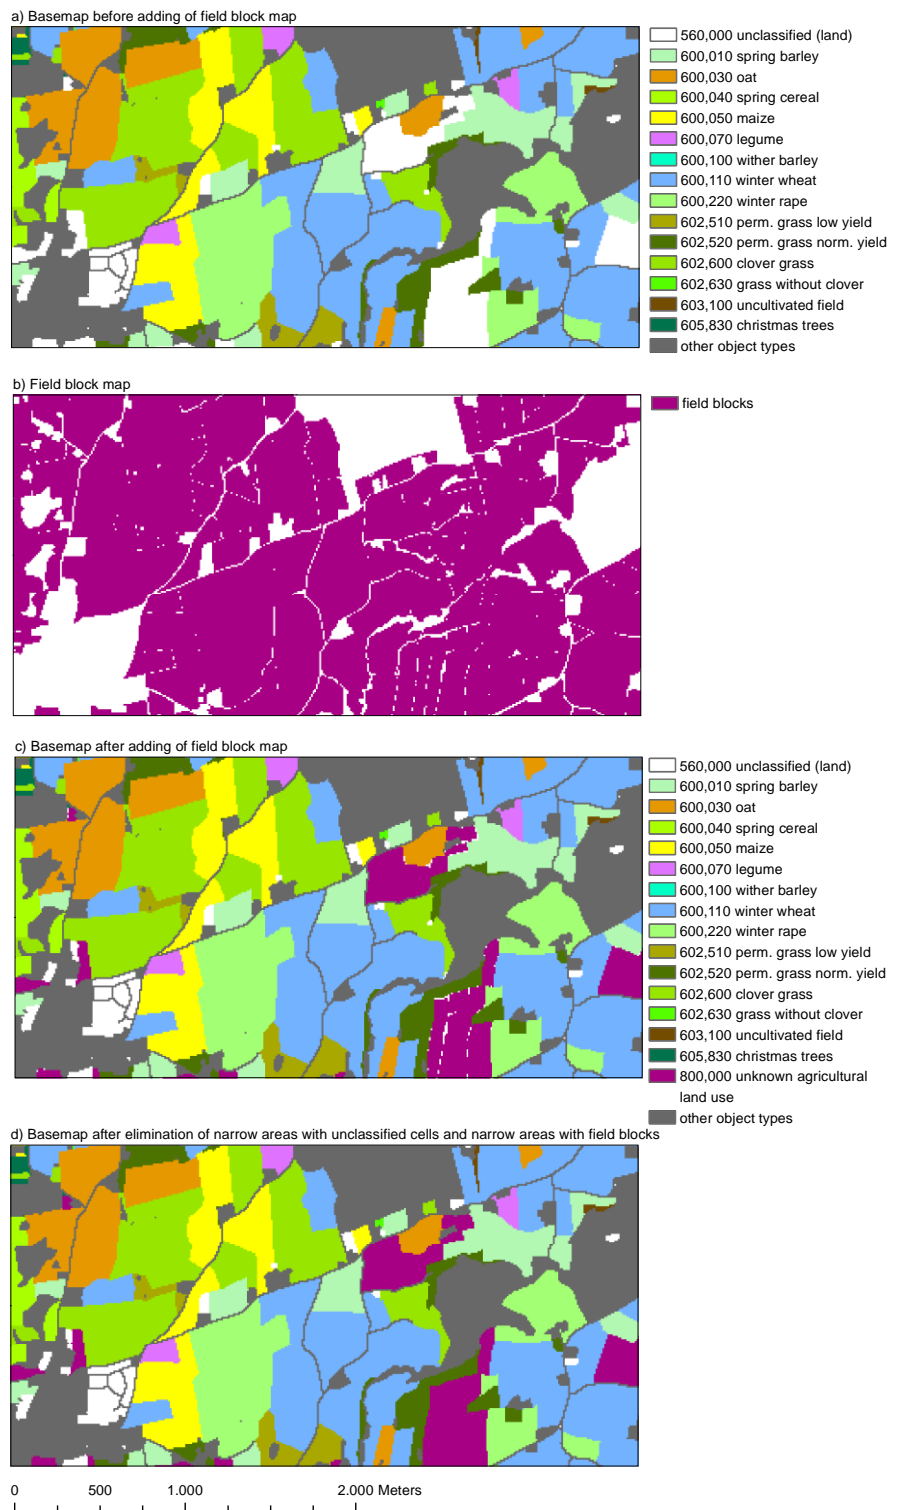 a) Basemap before adding of field block map
560,000 unclassified (land)
600,010 spring barley
600,030 oat
600,040 spring cereal
600,050 maize
600,070 legume
600,100 wither barley
600,110 winter wheat
600,220 winter rape
602,510 perm. grass low yield
602,520 perm. grass norm. yield
602,600 clover grass
602,630 grass without clover
603,100 uncultivated field
605,830 christmas trees
other object types
b) Field block map
field blocks
c) Basemap after adding of field block map
560,000 unclassified (land)
600,010 spring barley
600,030 oat
600,040 spring cereal
600,050 maize
600,070 legume
600,100 wither barley
600,110 winter wheat
600,220 winter rape
602,510 perm. grass low yield
602,520 perm. grass norm. yield
602,600 clover grass
602,630 grass without clover
603,100 uncultivated field
605,830 christmas trees
800,000 unknown agricultural
land use
other object types
d) Basemap after elimination of narrow areas with unclassified cells and narrow areas with field blocks
0 500 1.000 2.000 Meters